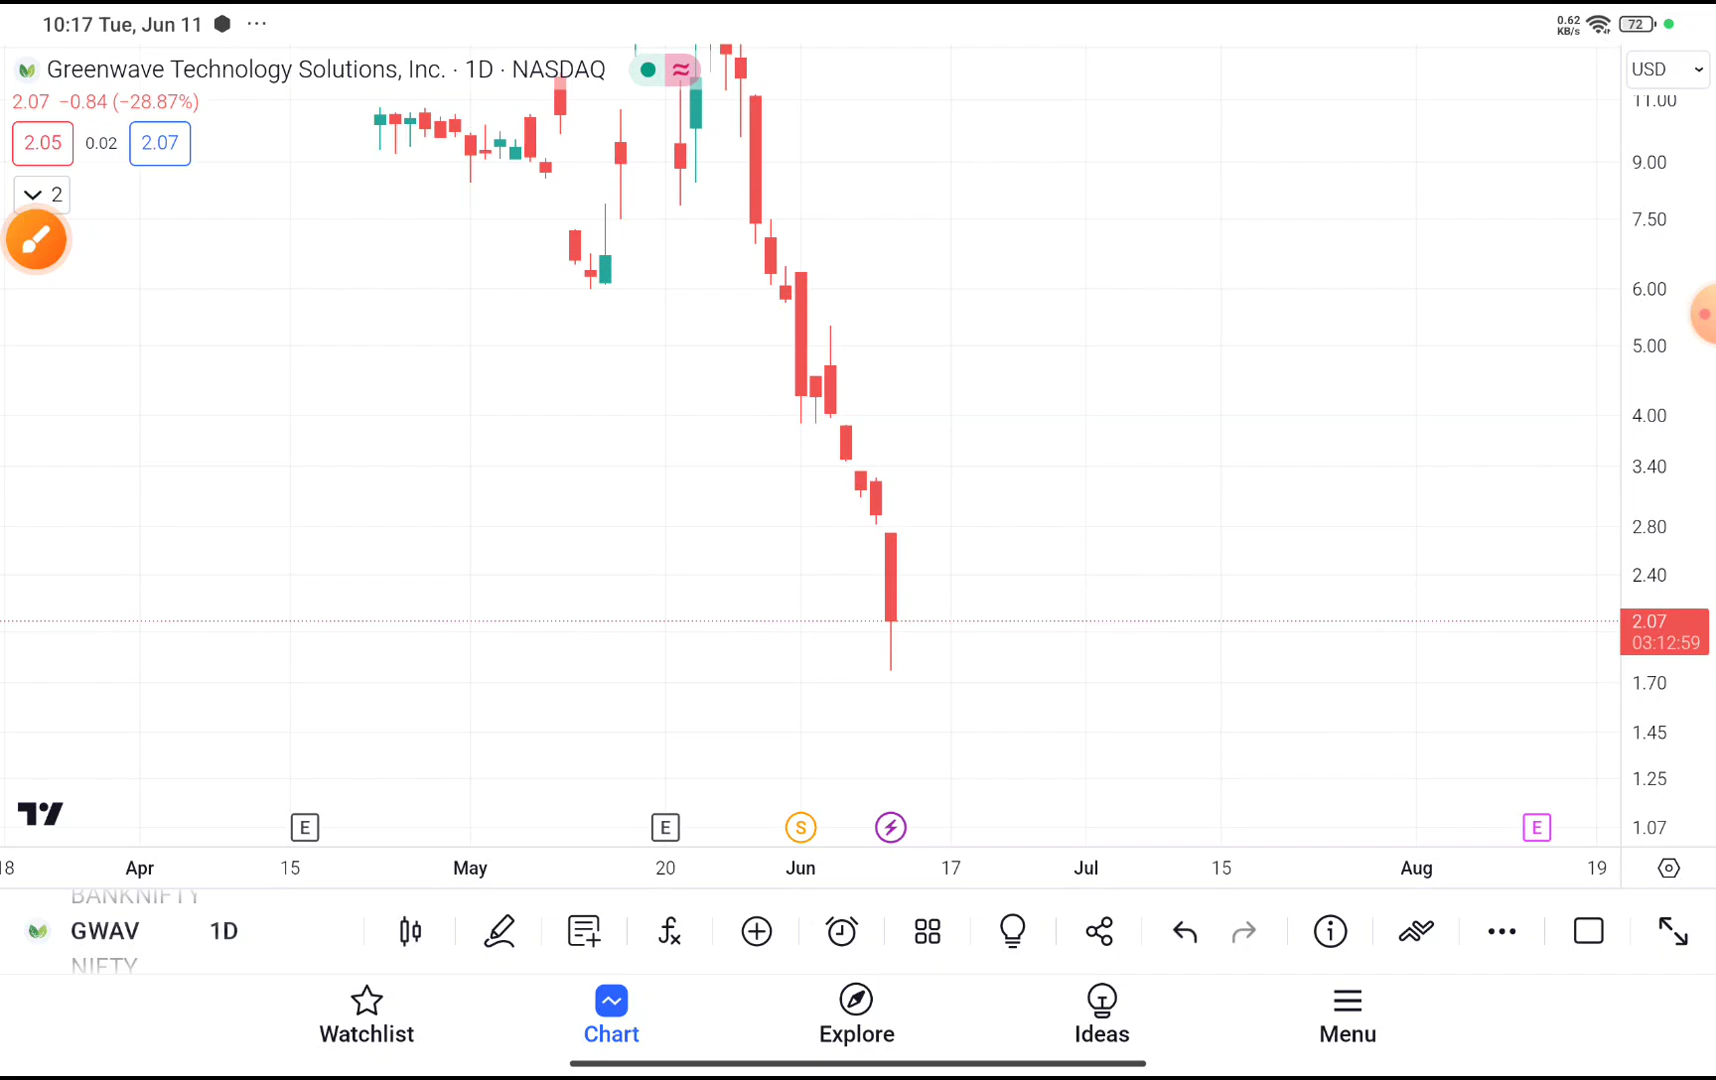 10:17 Tue, Jun 11 ...
0.62 KB/s 72
Greenwave Technology Solutions, Inc. · 1D · NASDAQ
USD
2.07 −0.84 (−28.87%)
2.05 0.02 2.07
2
11.00
9.00
7.50
6.00
5.00
4.00
3.40
2.80
2.40
2.07
03:12:59
1.70
1.45
1.25
1.07
E E S E
18 Apr 15 May 20 Jun 17 Jul 15 Aug 19
BANKNIFTY
GWAV 1D
NIFTY
Watchlist Chart Explore Ideas Menu